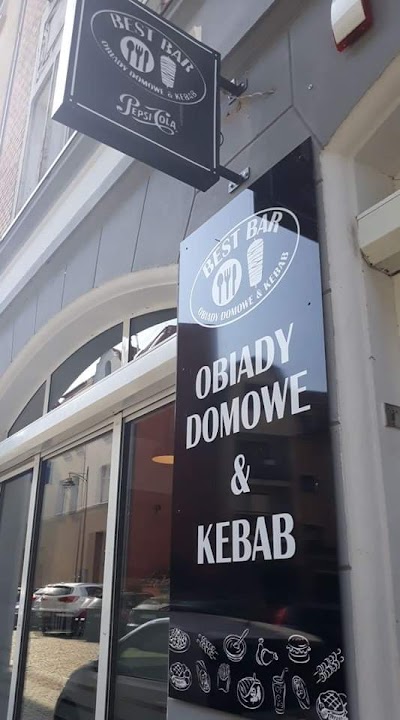 BEST BAR
OBIADY DOMOWE & KEBAB
PEPSI COLA
BEST BAR
OBIADY DOMOWE & KEBAB
OBIADY
DOMOWE
&
KEBAB